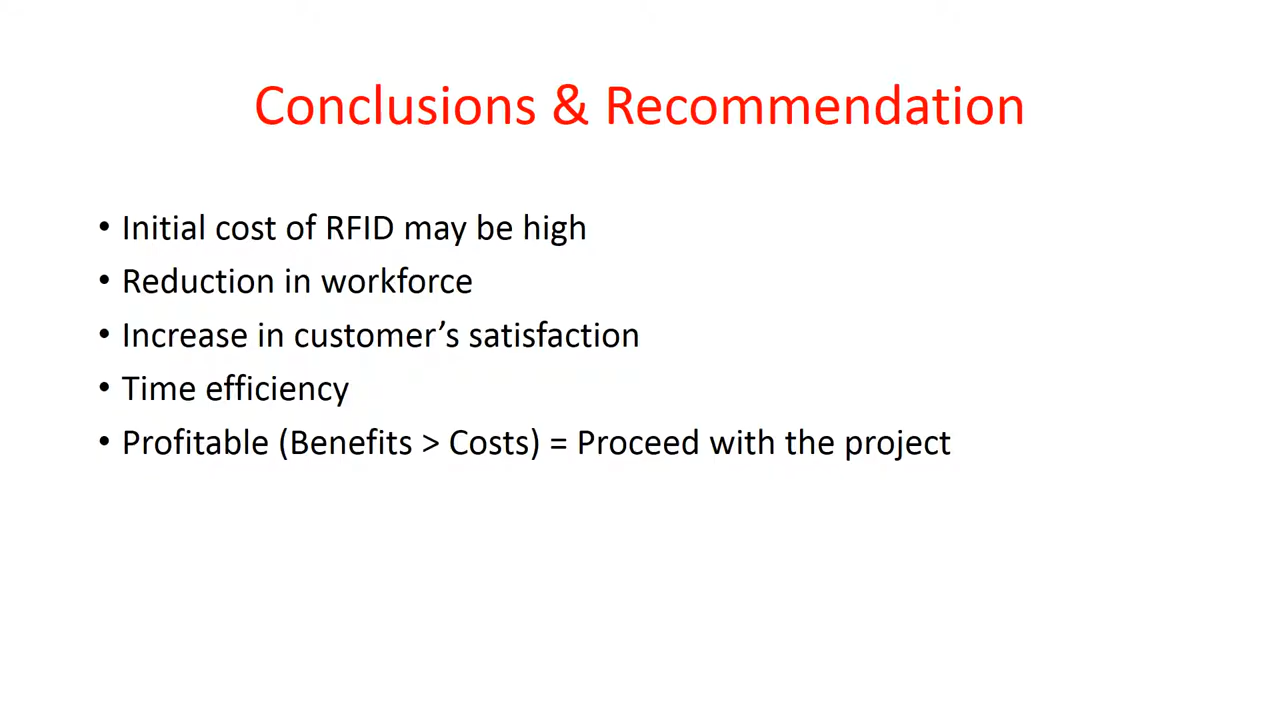 Conclusions & Recommendation
• Initial cost of RFID may be high
• Reduction in workforce
• Increase in customer’s satisfaction
• Time efficiency
• Profitable (Benefits > Costs) = Proceed with the project